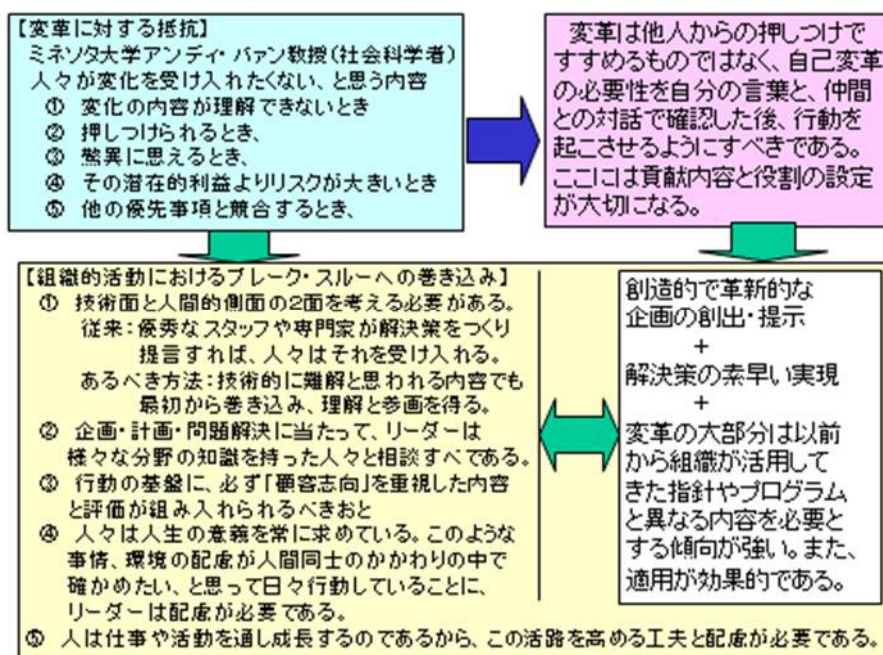 【変革に対する抵抗】
ミネソタ大学アンディ・バァン教授(社会科学者)
人々が変化を受け入れたくない、と思う内容
① 変化の内容が理解できないとき
② 押しつけられるとき、
③ 驚異に思えるとき、
④ その潜在的利益よりリスクが大きいとき
⑤ 他の優先事項と競合するとき、
変革は他人からの押しつけで
すすめるものではなく、自己変革
の必要性を自分の言葉と、仲間
との対話で確認した後、行動を
起こさせるようにすべきである。
ここには貢献内容と役割の設定
が大切になる。
【組織的活動におけるブレーク・スルーへの巻き込み】
① 技術面と人間的側面の2面を考える必要がある。
従来：優秀なスタッフや専門家が解決策をつくり
提言すれば、人々はそれを受け入れる。
あるべき方法：技術的に難解と思われる内容でも
最初から巻き込み、理解と参画を得る。
② 企画・計画・問題解決に当たって、リーダーは
様々な分野の知識を持った人々と相談すべである。
③ 行動の基盤に、必ず「顧客志向」を重視した内容
と評価が組み入れられるべきおと
④ 人々は人生の意義を常に求めている。このような
事情、環境の配慮が人間同士のかかわりの中で
確かめたい、と思って日々行動していることに、
リーダーは配慮が必要である。
⑤ 人は仕事や活動を通し成長するのであるから、この活路を高める工夫と配慮が必要である。
創造的で革新的な
企画の創出・提示
+
解決策の素早い実現
+
変革の大部分は以前
から組織が活用して
きた指針やプログラム
と異なる内容を必要と
する傾向が強い。また、
適用が効果的である。